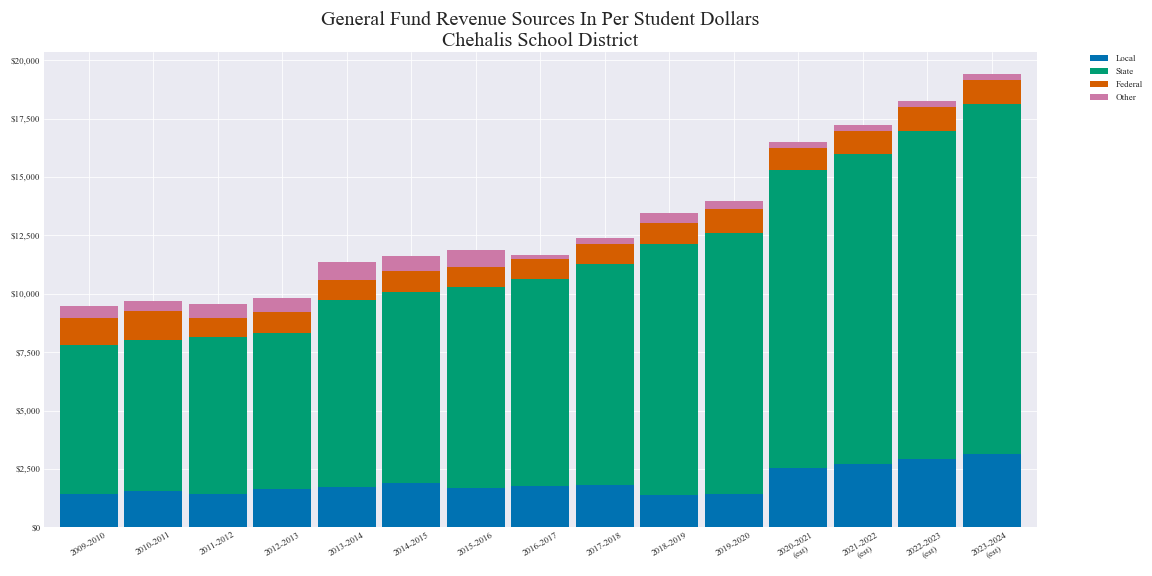 General Fund Revenue Sources In Per Student Dollars
Chehalis School District
$20,000
$17,500
$15,000
$12,500
$10,000
$7,500
$5,000
$2,500
$0
2009-2010
2010-2011
2011-2012
2012-2013
2013-2014
2014-2015
2015-2016
2016-2017
2017-2018
2018-2019
2019-2020
2020-2021
(est)
2021-2022
(est)
2022-2023
(est)
2023-2024
(est)
Local
State
Federal
Other